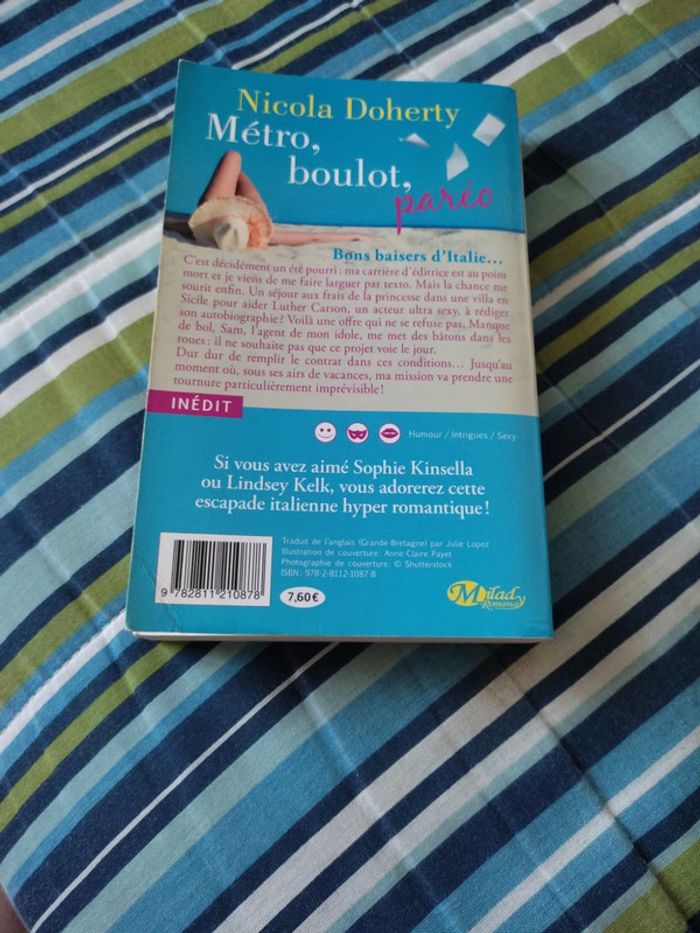 Nicola Doherty
Métro,
boulot,
paréo
Bons baisers d'Italie...
C'est décidément un été pourri : ma carrière d'éditrice est au point
mort et je viens de me faire larguer par texto. Mais la chance me
sourit enfin. Un séjour aux frais de la princesse dans une villa en
Sicile pour aider Luther Carson, un acteur ultra sexy, à rédiger
son autobiographie ? Voilà une offre qui ne se refuse pas. Manque
de bol, Sam, l'agent de mon idole, me met des bâtons dans les
roues : il ne souhaite pas que ce projet voie le jour.
Dur dur de remplir le contrat dans ces conditions... Jusqu'au
moment où, sous ses airs de vacances, ma mission va prendre une
tournure particulièrement imprévisible !
INÉDIT
Humour / Intrigues / Sexy
Si vous avez aimé Sophie Kinsella
ou Lindsey Kelk, vous adorerez cette
escapade italienne hyper romantique !
Traduit de l'anglais (Grande-Bretagne) par Julie Lopez
Illustration de couverture : Anne-Claire Payet
Photographie de couverture : © Shutterstock
ISBN : 978-2-8112-1087-8
9 782811 210878
7,60 €
Milady
Romance